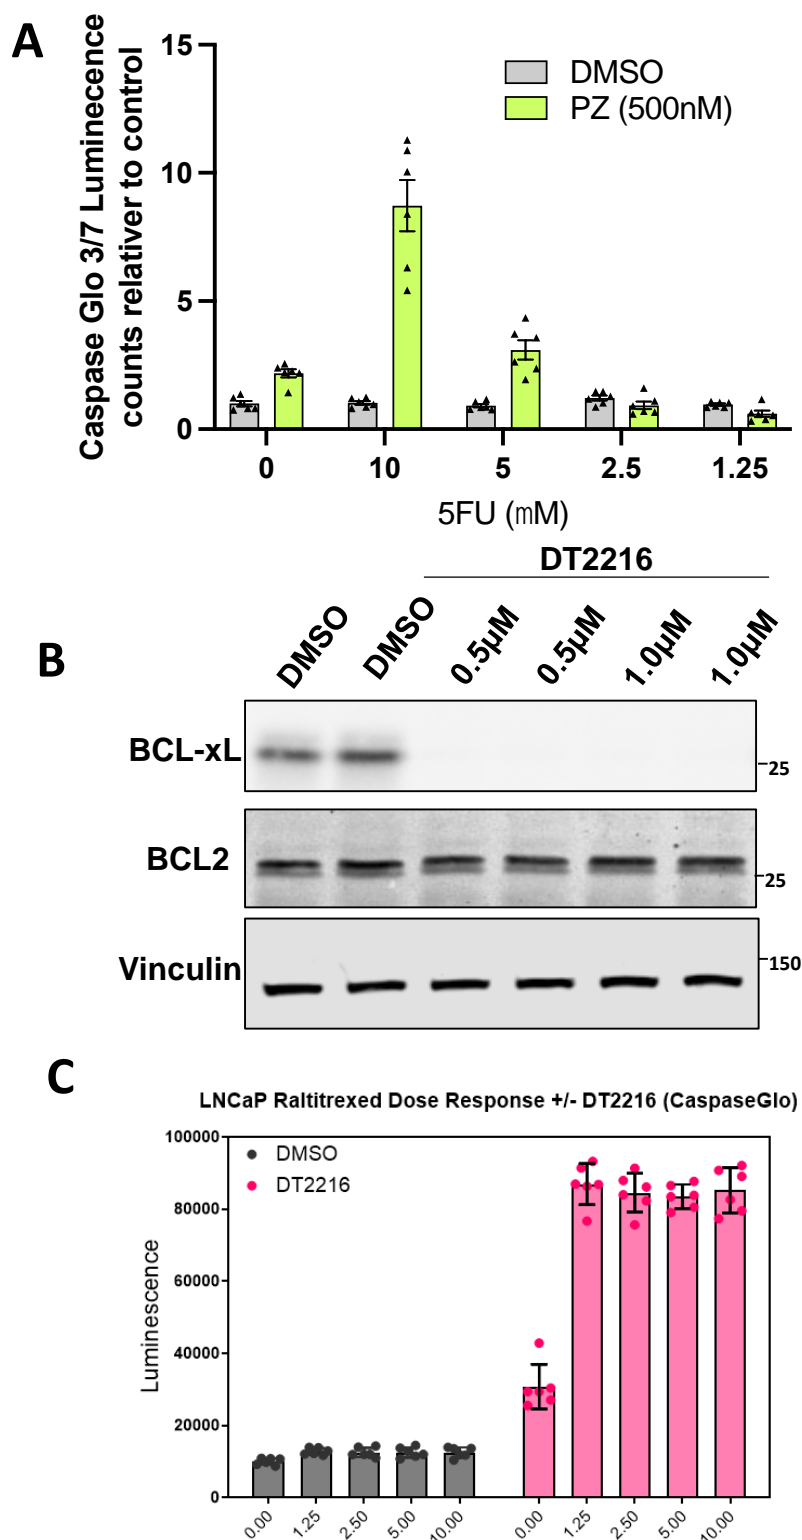 A
Caspase Glo 3/7 Luminecence
counts relativer to control
15
10
5
0
DMSO
PZ (500nM)
0 10 5 2.5 1.25
5FU (mM)
DT2216
B
DMSO DMSO 0.5µM 0.5µM 1.0µM 1.0µM
BCL-xL
25
BCL2
25
Vinculin
150
C
LNCaP Raltitrexed Dose Response +/- DT2216 (CaspaseGlo)
Luminescence
100000
80000
60000
40000
20000
0
DMSO
DT2216
0.00 1.25 2.50 5.00 10.00 0.00 1.25 2.50 5.00 10.00